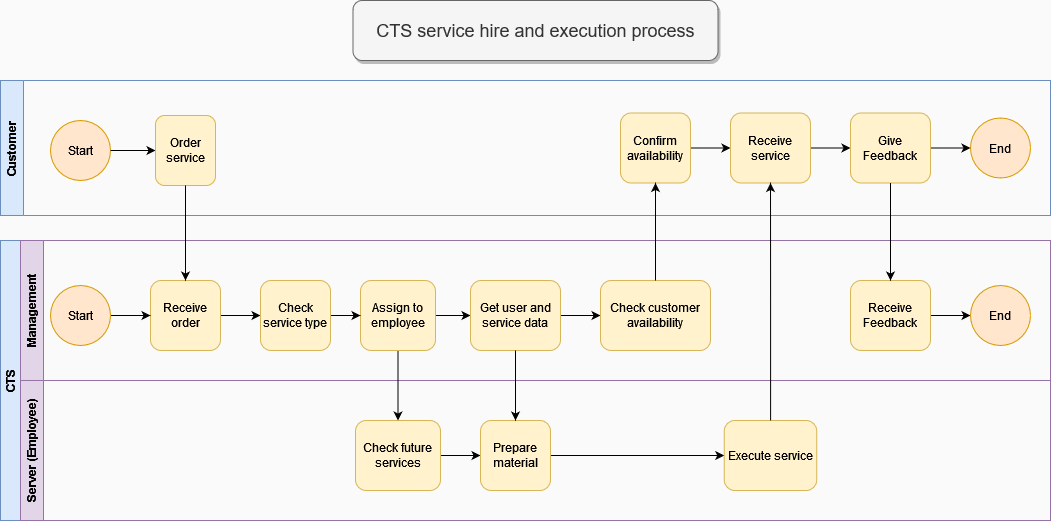 CTS service hire and execution process
Customer
Start
Order
service
Confirm
availability
Receive
service
Give
Feedback
End
CTS
Management
Start
Receive
order
Check
service type
Assign to
employee
Get user and
service data
Check customer
availability
Receive
Feedback
End
Server (Employee)
Check future
services
Prepare
material
Execute service